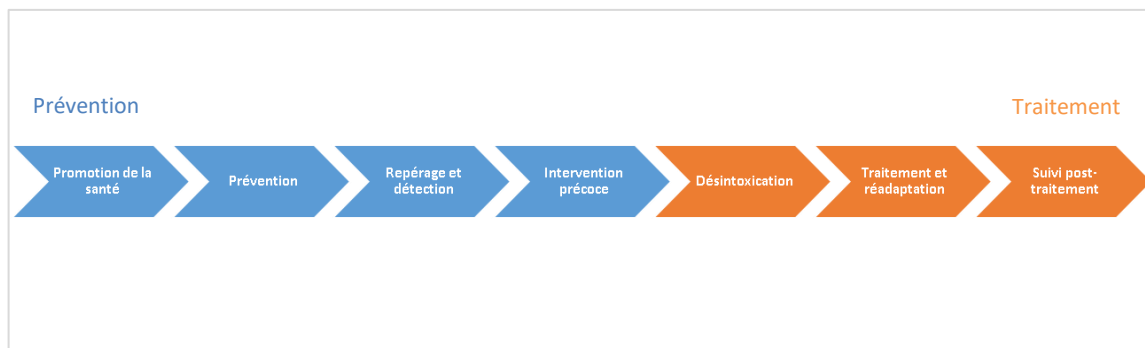 Prévention
Traitement
Promotion de la
santé
Prévention
Repérage et
détection
Intervention
précoce
Désintoxication
Traitement et
réadaptation
Suivi post-
traitement